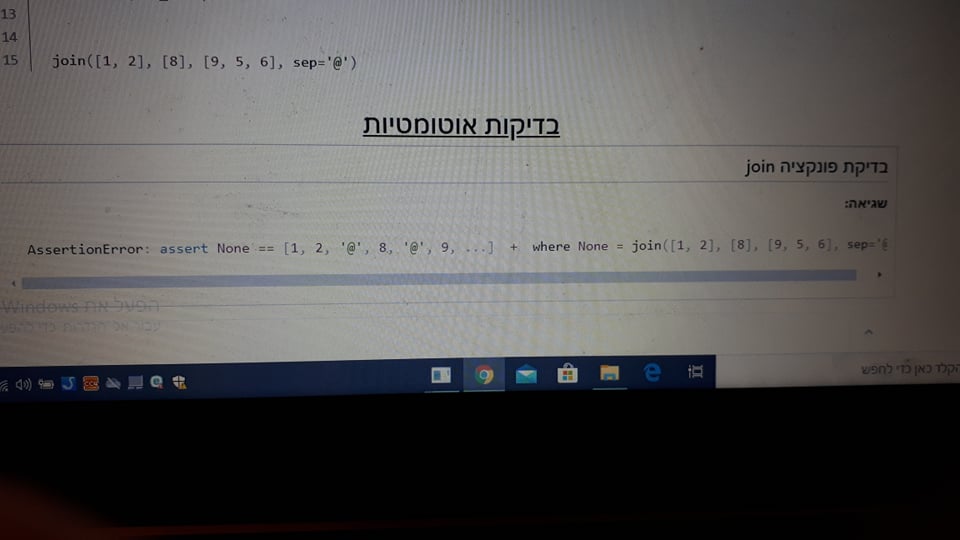 13
14
15 join([1, 2], [8], [9, 5, 6], sep='@')
בדיקות אוטומטיות
בדיקת פונקציה join
שגיאה:
AssertionError: assert None == [1, 2, '@', 8, '@', 9, ...] + where None = join([1, 2], [8], [9, 5, 6], sep='@
הפעל את Windows
עבור אל הגדרות כדי להפעיל
הקלד כאן כדי לחפש